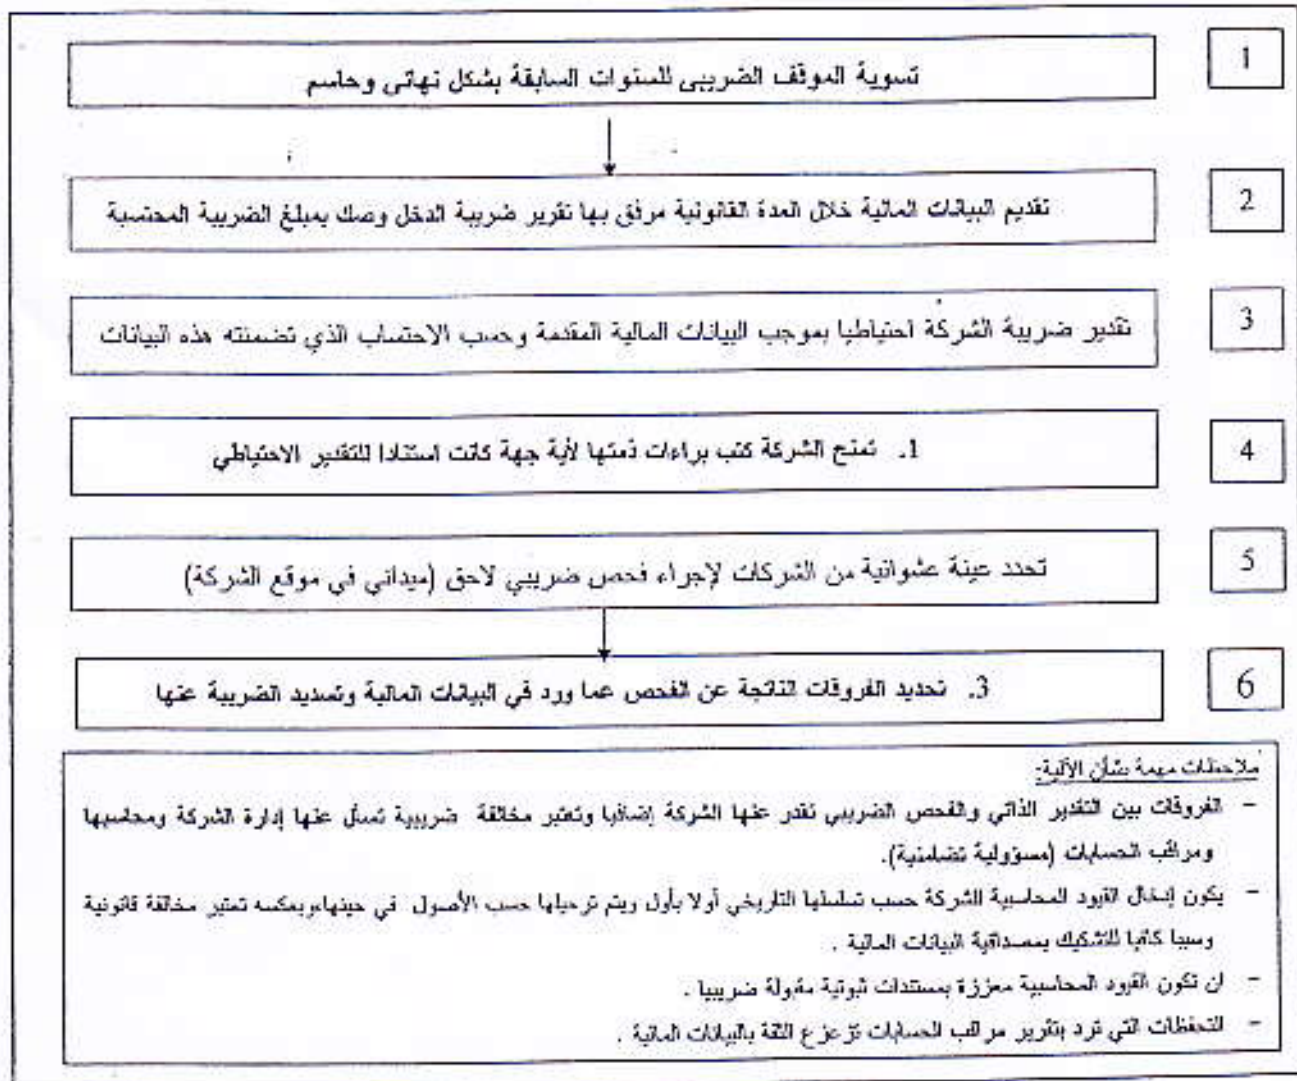 1
تسوية الموقف الضريبي للسنوات السابقة بشكل نهائي وحاسم
2
تقديم البيانات المالية خلال المدة القانونية مرفق بها تقرير ضريبة الدخل وصك بمبلغ الضريبة المحتسبة
3
تقدير ضريبة الشركة احتياطيا بموجب البيانات المالية المقدمة وحسب الاحتساب الذي تضمنته هذه البيانات
4
1. تمنح الشركة كتب براءات ذمتها لأية جهة كانت استنادا للتقدير الاحتياطي
5
تحدد عينة عشوائية من الشركات لإجراء فحص ضريبي لاحق (ميداني في موقع الشركة)
6
3. تحديد الفروقات الناتجة عن الفحص عما ورد في البيانات المالية وتسديد الضريبة عنها
ملاحظات مهمة بشأن الآلية:
- الفروقات بين التقدير الذاتي والفحص الضريبي تقدر عنها الشركة إضافيا وتعتبر مخالفة ضريبية تسأل عنها إدارة الشركة ومحاسبها
ومراقب الحسابات (مسؤولية تضامنية).
- يكون إدخال القيود المحاسبية للشركة حسب تسلسلها التاريخي أولا بأول ويتم ترحيلها حسب الأصول في حينها،وبعكسه تعتبر مخالفة قانونية
وسببا كافيا للتشكيك بمصداقية البيانات المالية .
- ان تكون القيود المحاسبية معززة بمستندات ثبوتية مقبولة ضريبيا .
- التحفظات التي ترد بتقرير مراقب الحسابات تزعزع الثقة بالبيانات المالية .